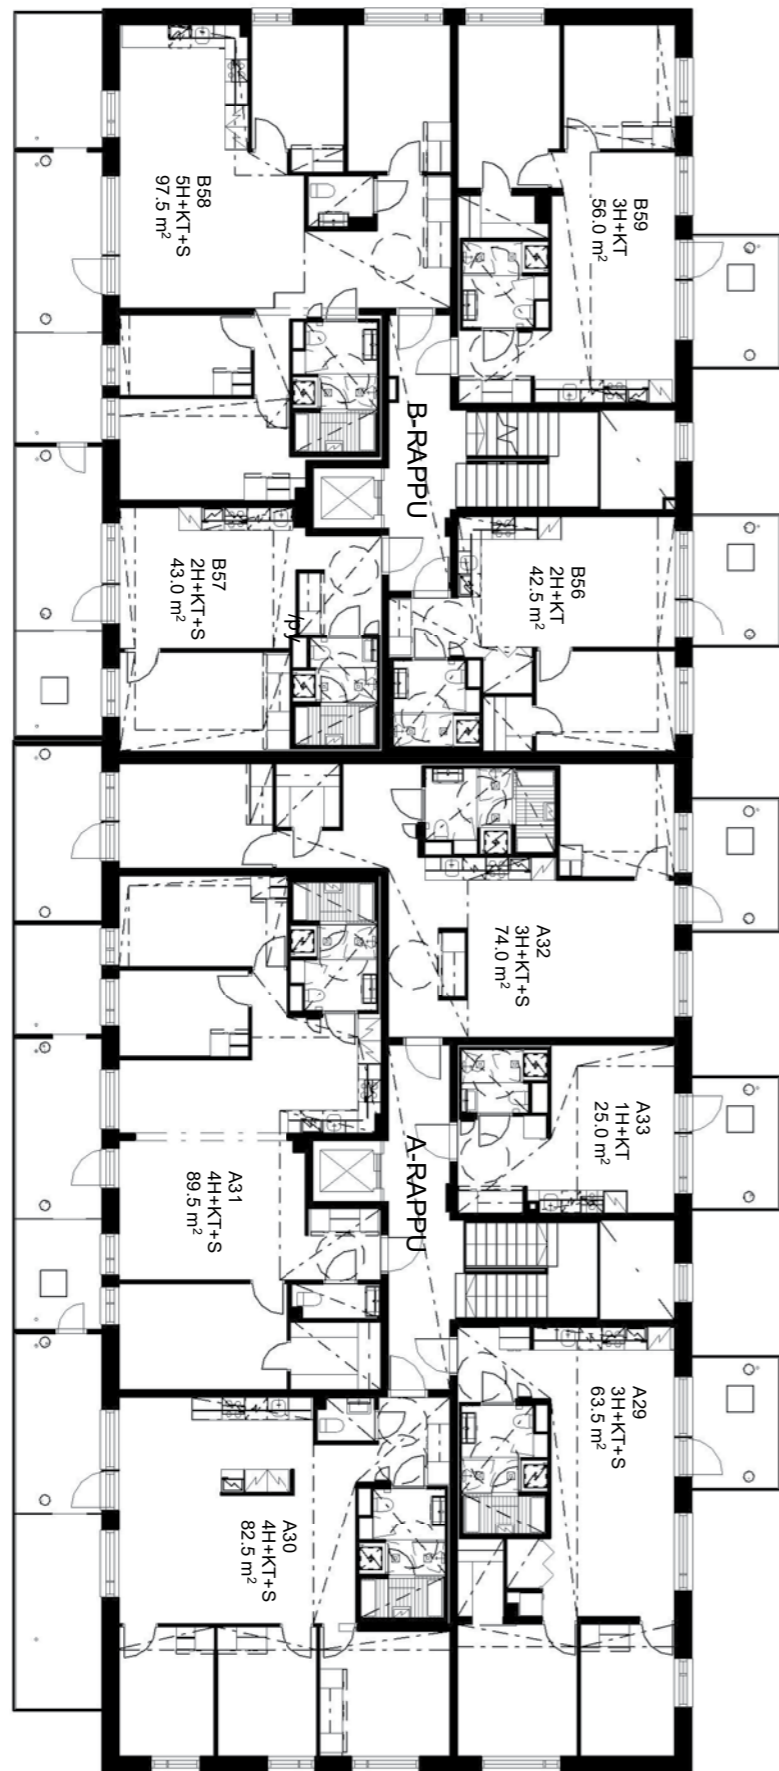 B58
5H+KT+S
97.5 m²
B59
3H+KT
56.0 m²
B-RAPPU
B57
2H+KT+S
43.0 m²
B56
2H+KT
42.5 m²
A32
3H+KT+S
74.0 m²
A33
1H+KT
25.0 m²
A-RAPPU
A31
4H+KT+S
89.5 m²
A29
3H+KT+S
63.5 m²
A30
4H+KT+S
82.5 m²